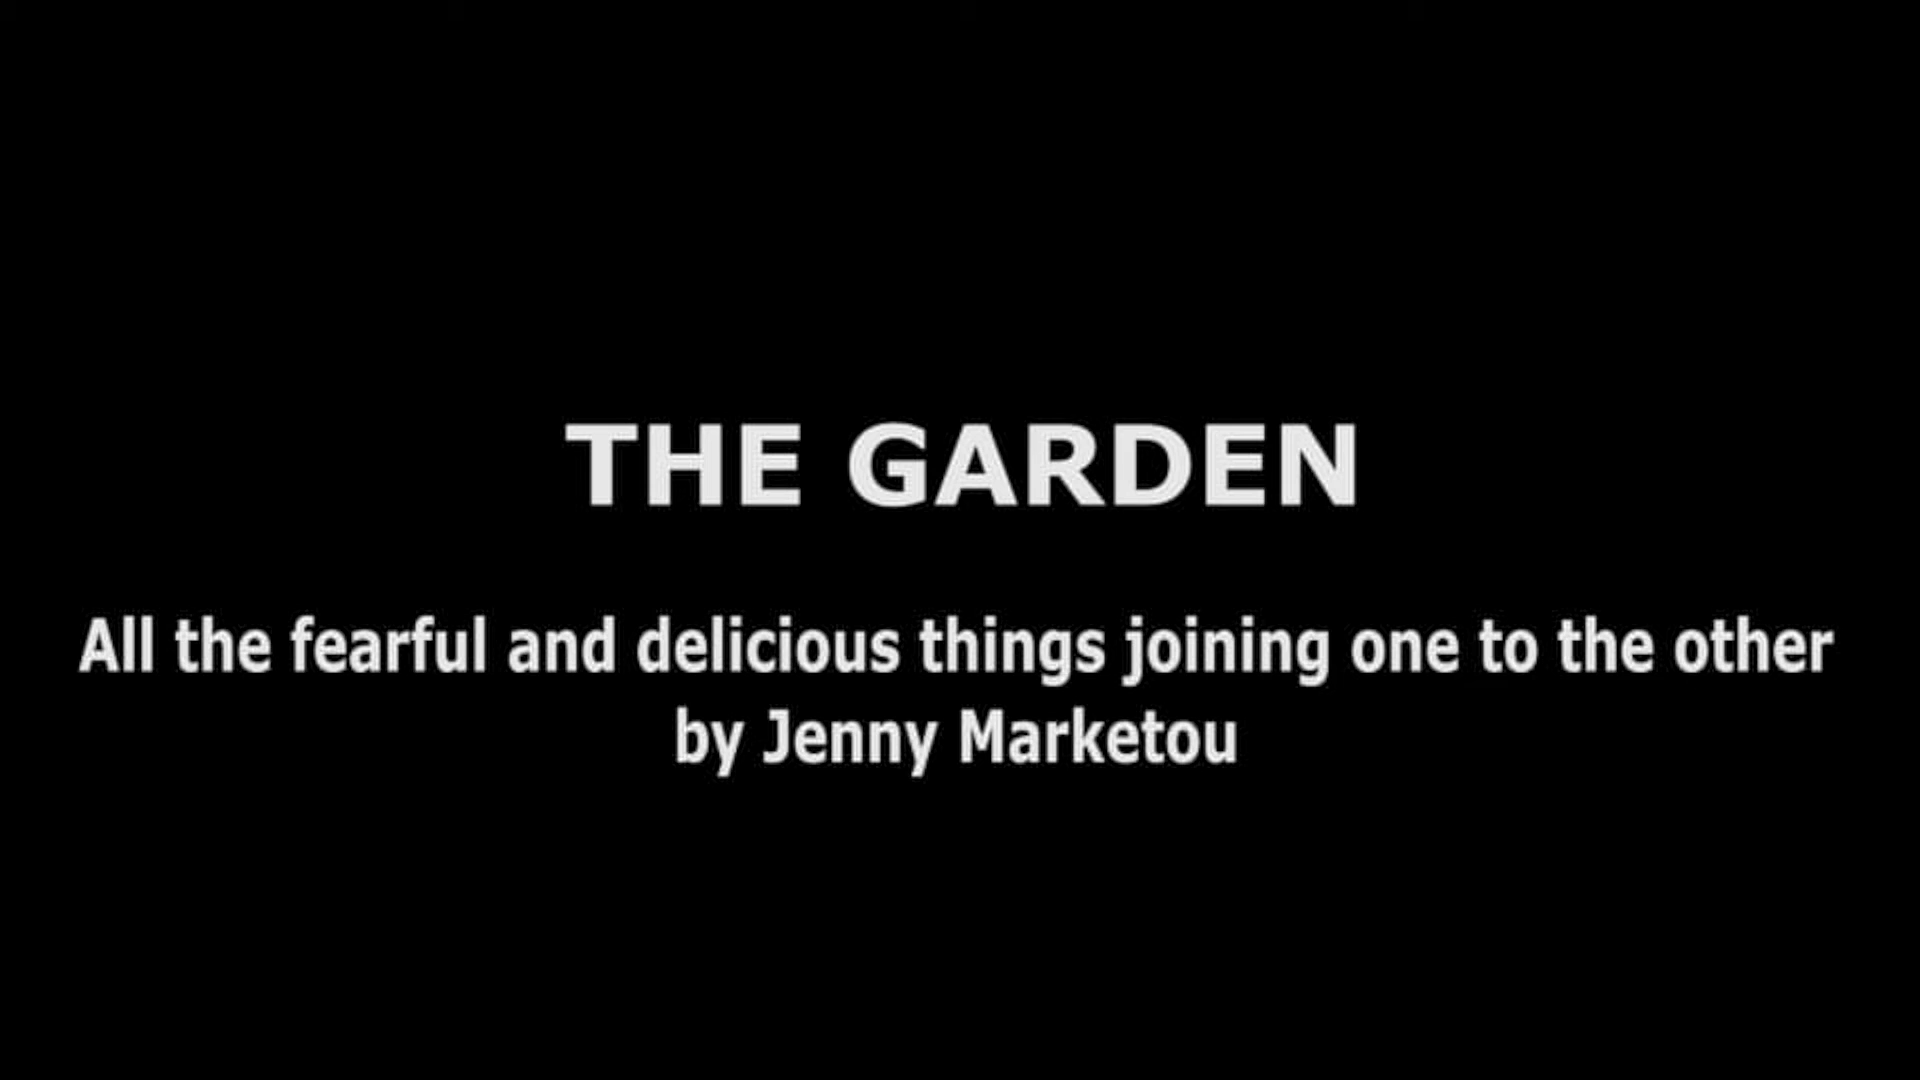 THE GARDEN
All the fearful and delicious things joining one to the other
by Jenny Marketou